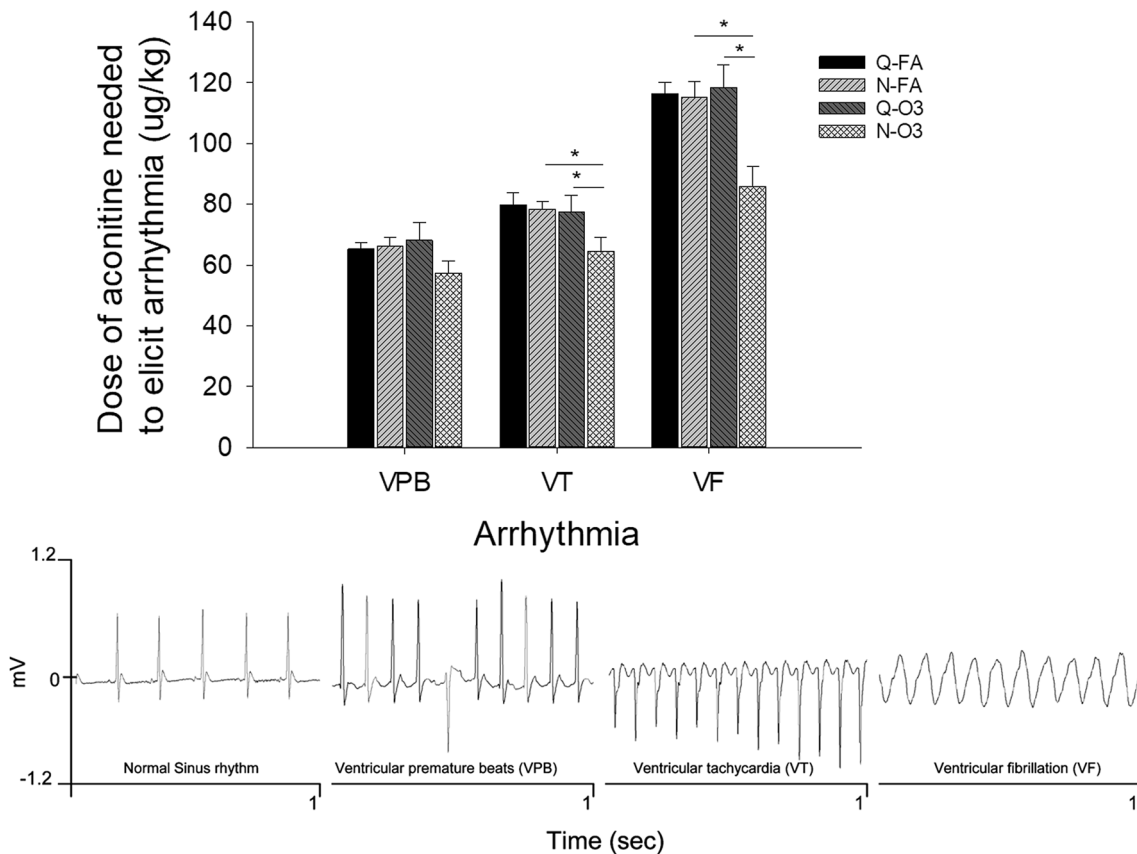 Dose of aconitine needed
to elicit arrhythmia (ug/kg)
140
120
100
80
60
40
20
0
*
*
*
*
Q-FA
N-FA
Q-O3
N-O3
VPB VT VF
Arrhythmia
1.2
mV
0
-1.2
Normal Sinus rhythm
Ventricular premature beats (VPB)
Ventricular tachycardia (VT)
Ventricular fibrillation (VF)
1 1 1 1
Time (sec)